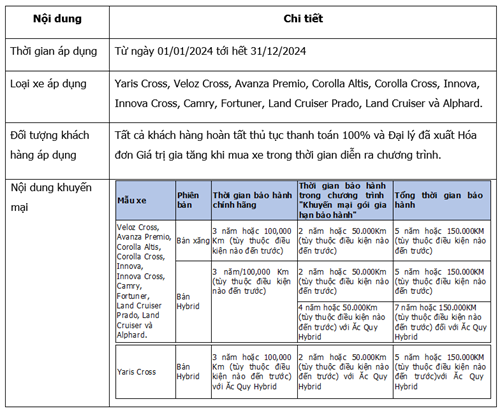 Nội dung
Chi tiết
Thời gian áp dụng
Từ ngày 01/01/2024 tới hết 31/12/2024
Loại xe áp dụng
Yaris Cross, Veloz Cross, Avanza Premio, Corolla Altis, Corolla Cross, Innova,
Innova Cross, Camry, Fortuner, Land Cruiser Prado, Land Cruiser và Alphard.
Đối tượng khách
hàng áp dụng
Tất cả khách hàng hoàn tất thủ tục thanh toán 100% và Đại lý đã xuất Hóa
đơn Giá trị gia tăng khi mua xe trong thời gian diễn ra chương trình.
Nội dung khuyến
mại
Mẫu xe
Phiên
bản
Thời gian bảo hành
chính hãng
Thời gian bảo hành
trong chương trình
"Khuyến mại gói gia
hạn bảo hành"
Tổng thời gian bảo
hành
Veloz Cross,
Avanza Premio,
Corolla Altis,
Corolla Cross,
Innova,
Innova Cross,
Camry,
Fortuner,
Land Cruiser
Prado, Land
Cruiser và
Alphard.
Bản xăng
3 năm hoặc 100,000
Km (tùy thuộc điều
kiện nào đến trước)
2 năm hoặc 50.000Km
(tùy thuộc điều kiện nào
đến trước)
5 năm hoặc 150.000KM
(tùy thuộc điều kiện nào
đến trước)
Bản
Hybrid
3 năm/100,000 Km
(tùy thuộc điều kiện
nào đến trước)
2 năm hoặc 50.000Km
(tùy thuộc điều kiện nào
đến trước)
5 năm hoặc 150.000KM
(tùy thuộc điều kiện nào
đến trước)
4 năm hoặc 50.000Km
(tùy thuộc điều kiện nào
đến trước) với Ắc Quy
Hybrid
7 năm hoặc 150.000KM
(tùy thuộc điều kiện nào
đến trước) đối với Ắc Quy
Hybrid
Yaris Cross
Bản
Hybrid
3 năm hoặc 100,000
Km (tùy thuộc điều
kiện nào đến
trước) với Ắc Quy
Hybrid
2 năm hoặc 50.000Km
(tùy thuộc điều kiện nào
đến trước)với Ắc Quy
Hybrid
5 năm hoặc 150.000KM
(tùy thuộc điều kiện nào
đến trước)với Ắc Quy
Hybrid